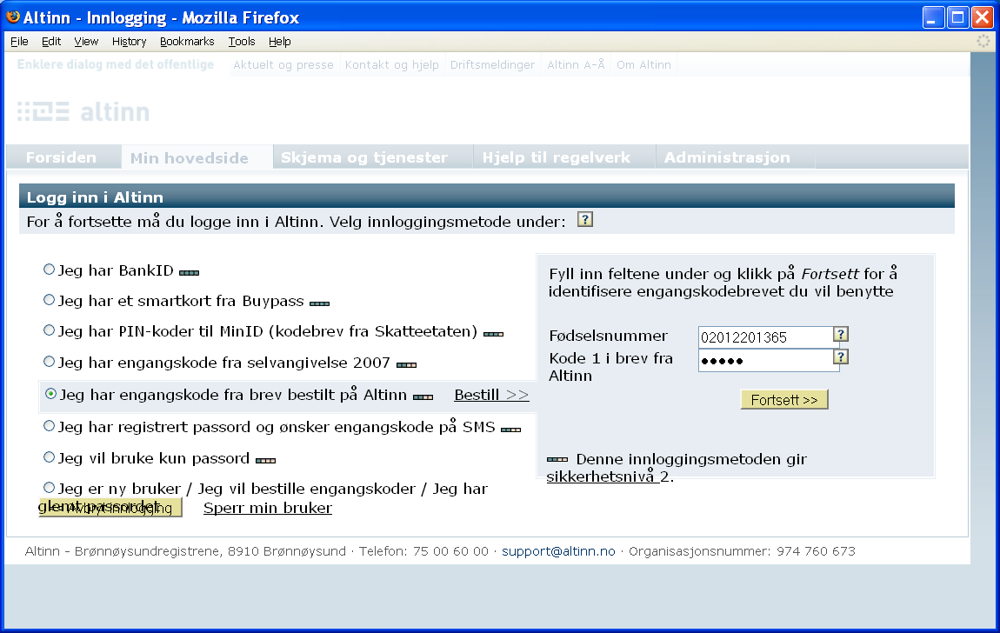 Altinn - Innlogging - Mozilla Firefox
File Edit View History Bookmarks Tools Help
Enklere dialog med det offentlige Aktuelt og presse Kontakt og hjelp Driftsmeldinger Altinn A-Å Om Altinn
altinn
Forsiden Min hovedside Skjema og tjenester Hjelp til regelverk Administrasjon
Logg inn i Altinn
For å fortsette må du logge inn i Altinn. Velg innloggingsmetode under: ?
Jeg har BankID
Jeg har et smartkort fra Buypass
Jeg har PIN-koder til MinID (kodebrev fra Skatteetaten)
Jeg har engangskode fra selvangivelse 2007
Jeg har engangskode fra brev bestilt på Altinn Bestill >>
Jeg har registrert passord og ønsker engangskode på SMS
Jeg vil bruke kun passord
Jeg er ny bruker / Jeg vil bestille engangskoder / Jeg har
glemt passordet
<< Avbryt innlogging Sperr min bruker
Fyll inn feltene under og klikk på Fortsett for å
identifisere engangskodebrevet du vil benytte
Fødselsnummer 02012201365 ?
Kode 1 i brev fra ●●●●● ?
Altinn
Fortsett >>
Denne innloggingsmetoden gir
sikkerhetsnivå 2.
Altinn - Brønnøysundregistrene, 8910 Brønnøysund · Telefon: 75 00 60 00 · support@altinn.no · Organisasjonsnummer: 974 760 673